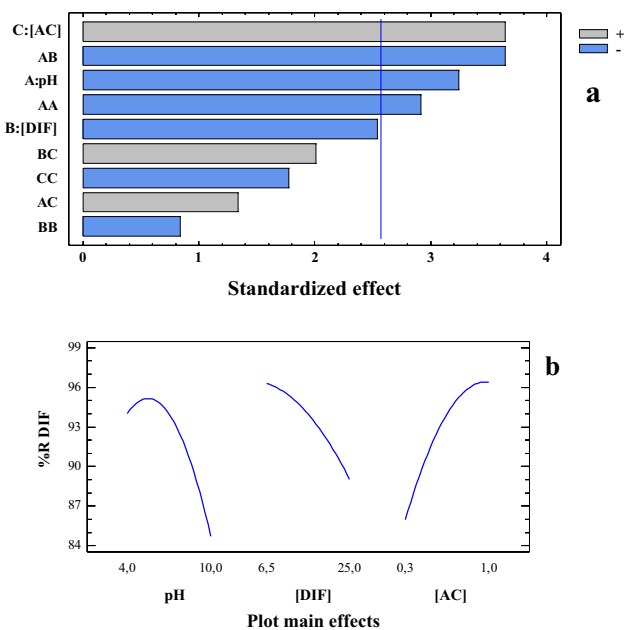 C:[AC]
AB
A:pH
AA
B:[DIF]
BC
CC
AC
BB
+
-
a
0 1 2 3 4
Standardized effect
b
%R DIF
99
96
93
90
87
84
4,0 10,0 6,5 25,0 0,3 1,0
pH [DIF] [AC]
Plot main effects